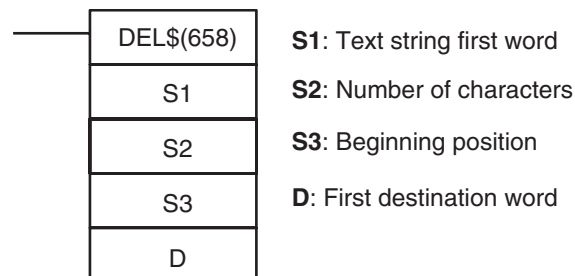 DEL$(658)
S1
S2
S3
D
S1: Text string first word
S2: Number of characters
S3: Beginning position
D: First destination word